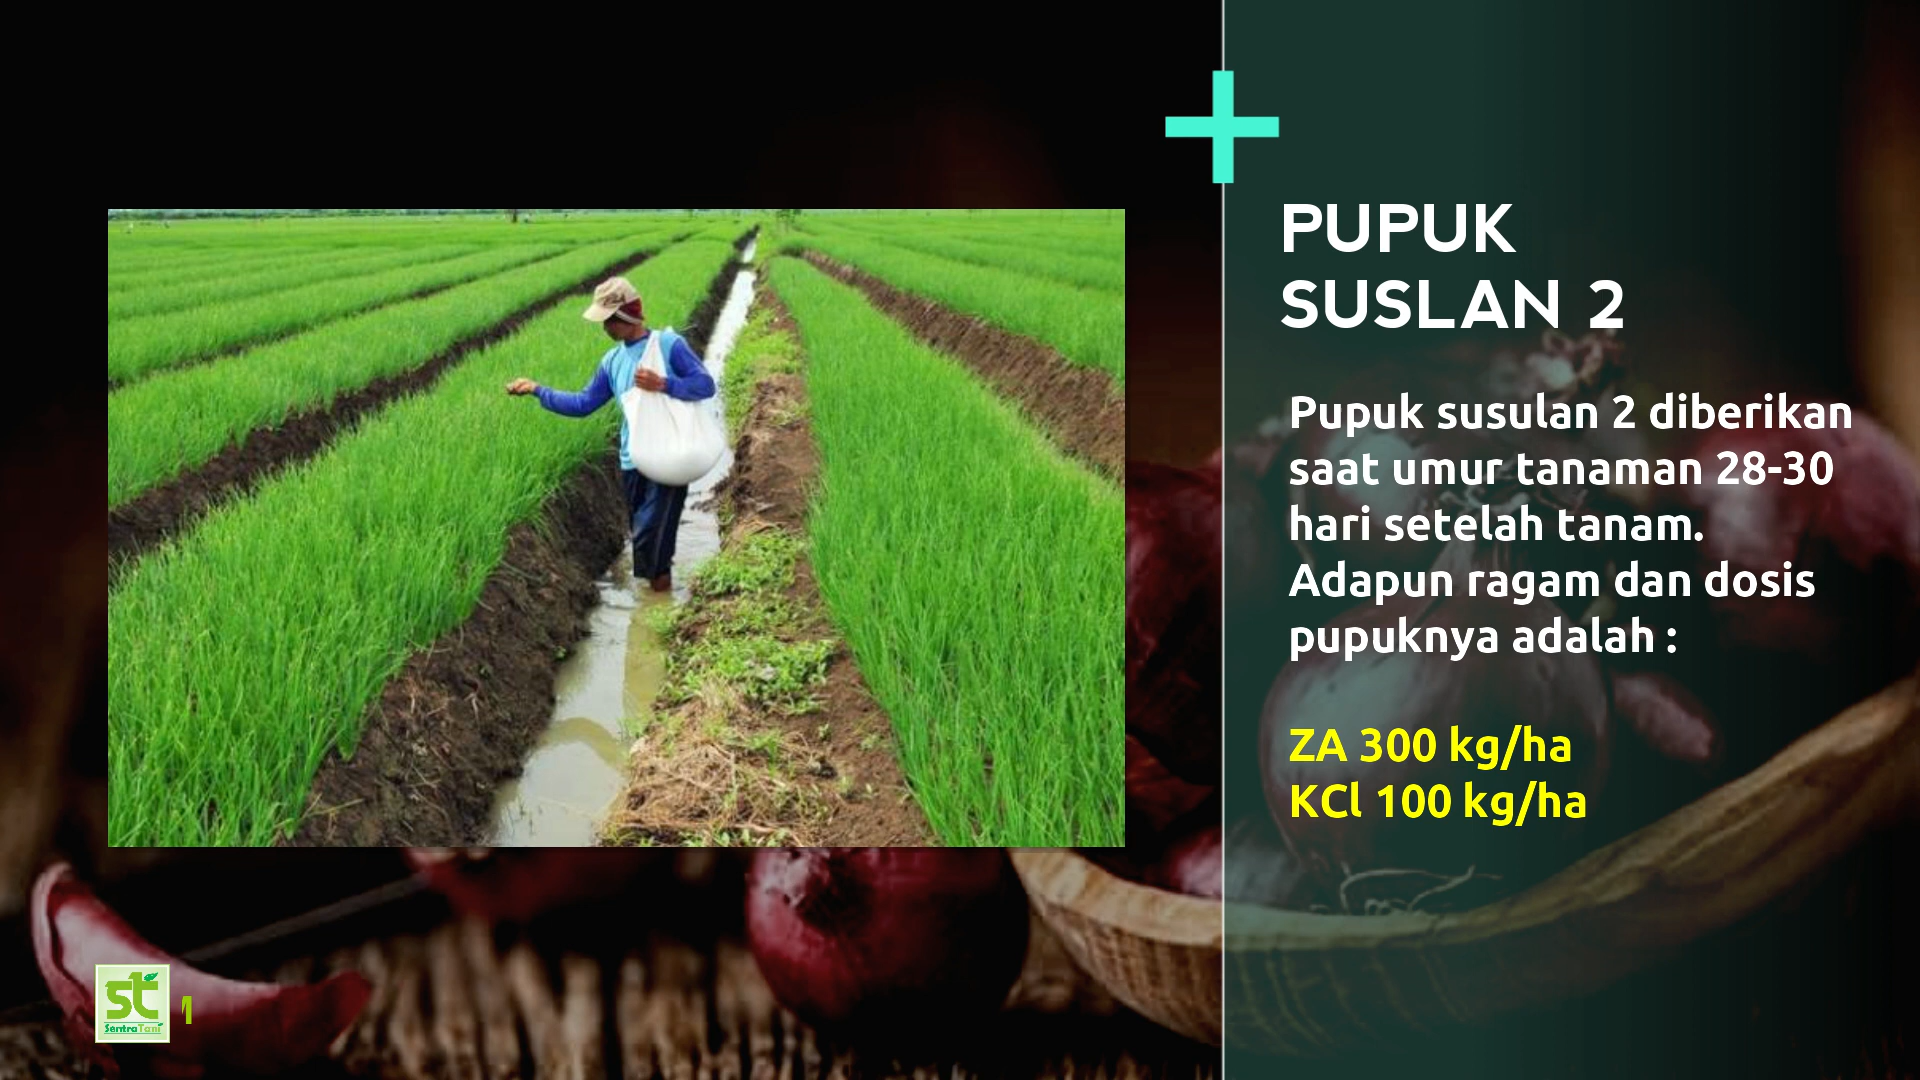 PUPUK
SUSLAN 2
Pupuk susulan 2 diberikan
saat umur tanaman 28-30
hari setelah tanam.
Adapun ragam dan dosis
pupuknya adalah :
ZA 300 kg/ha
KCl 100 kg/ha
st
SentraTani